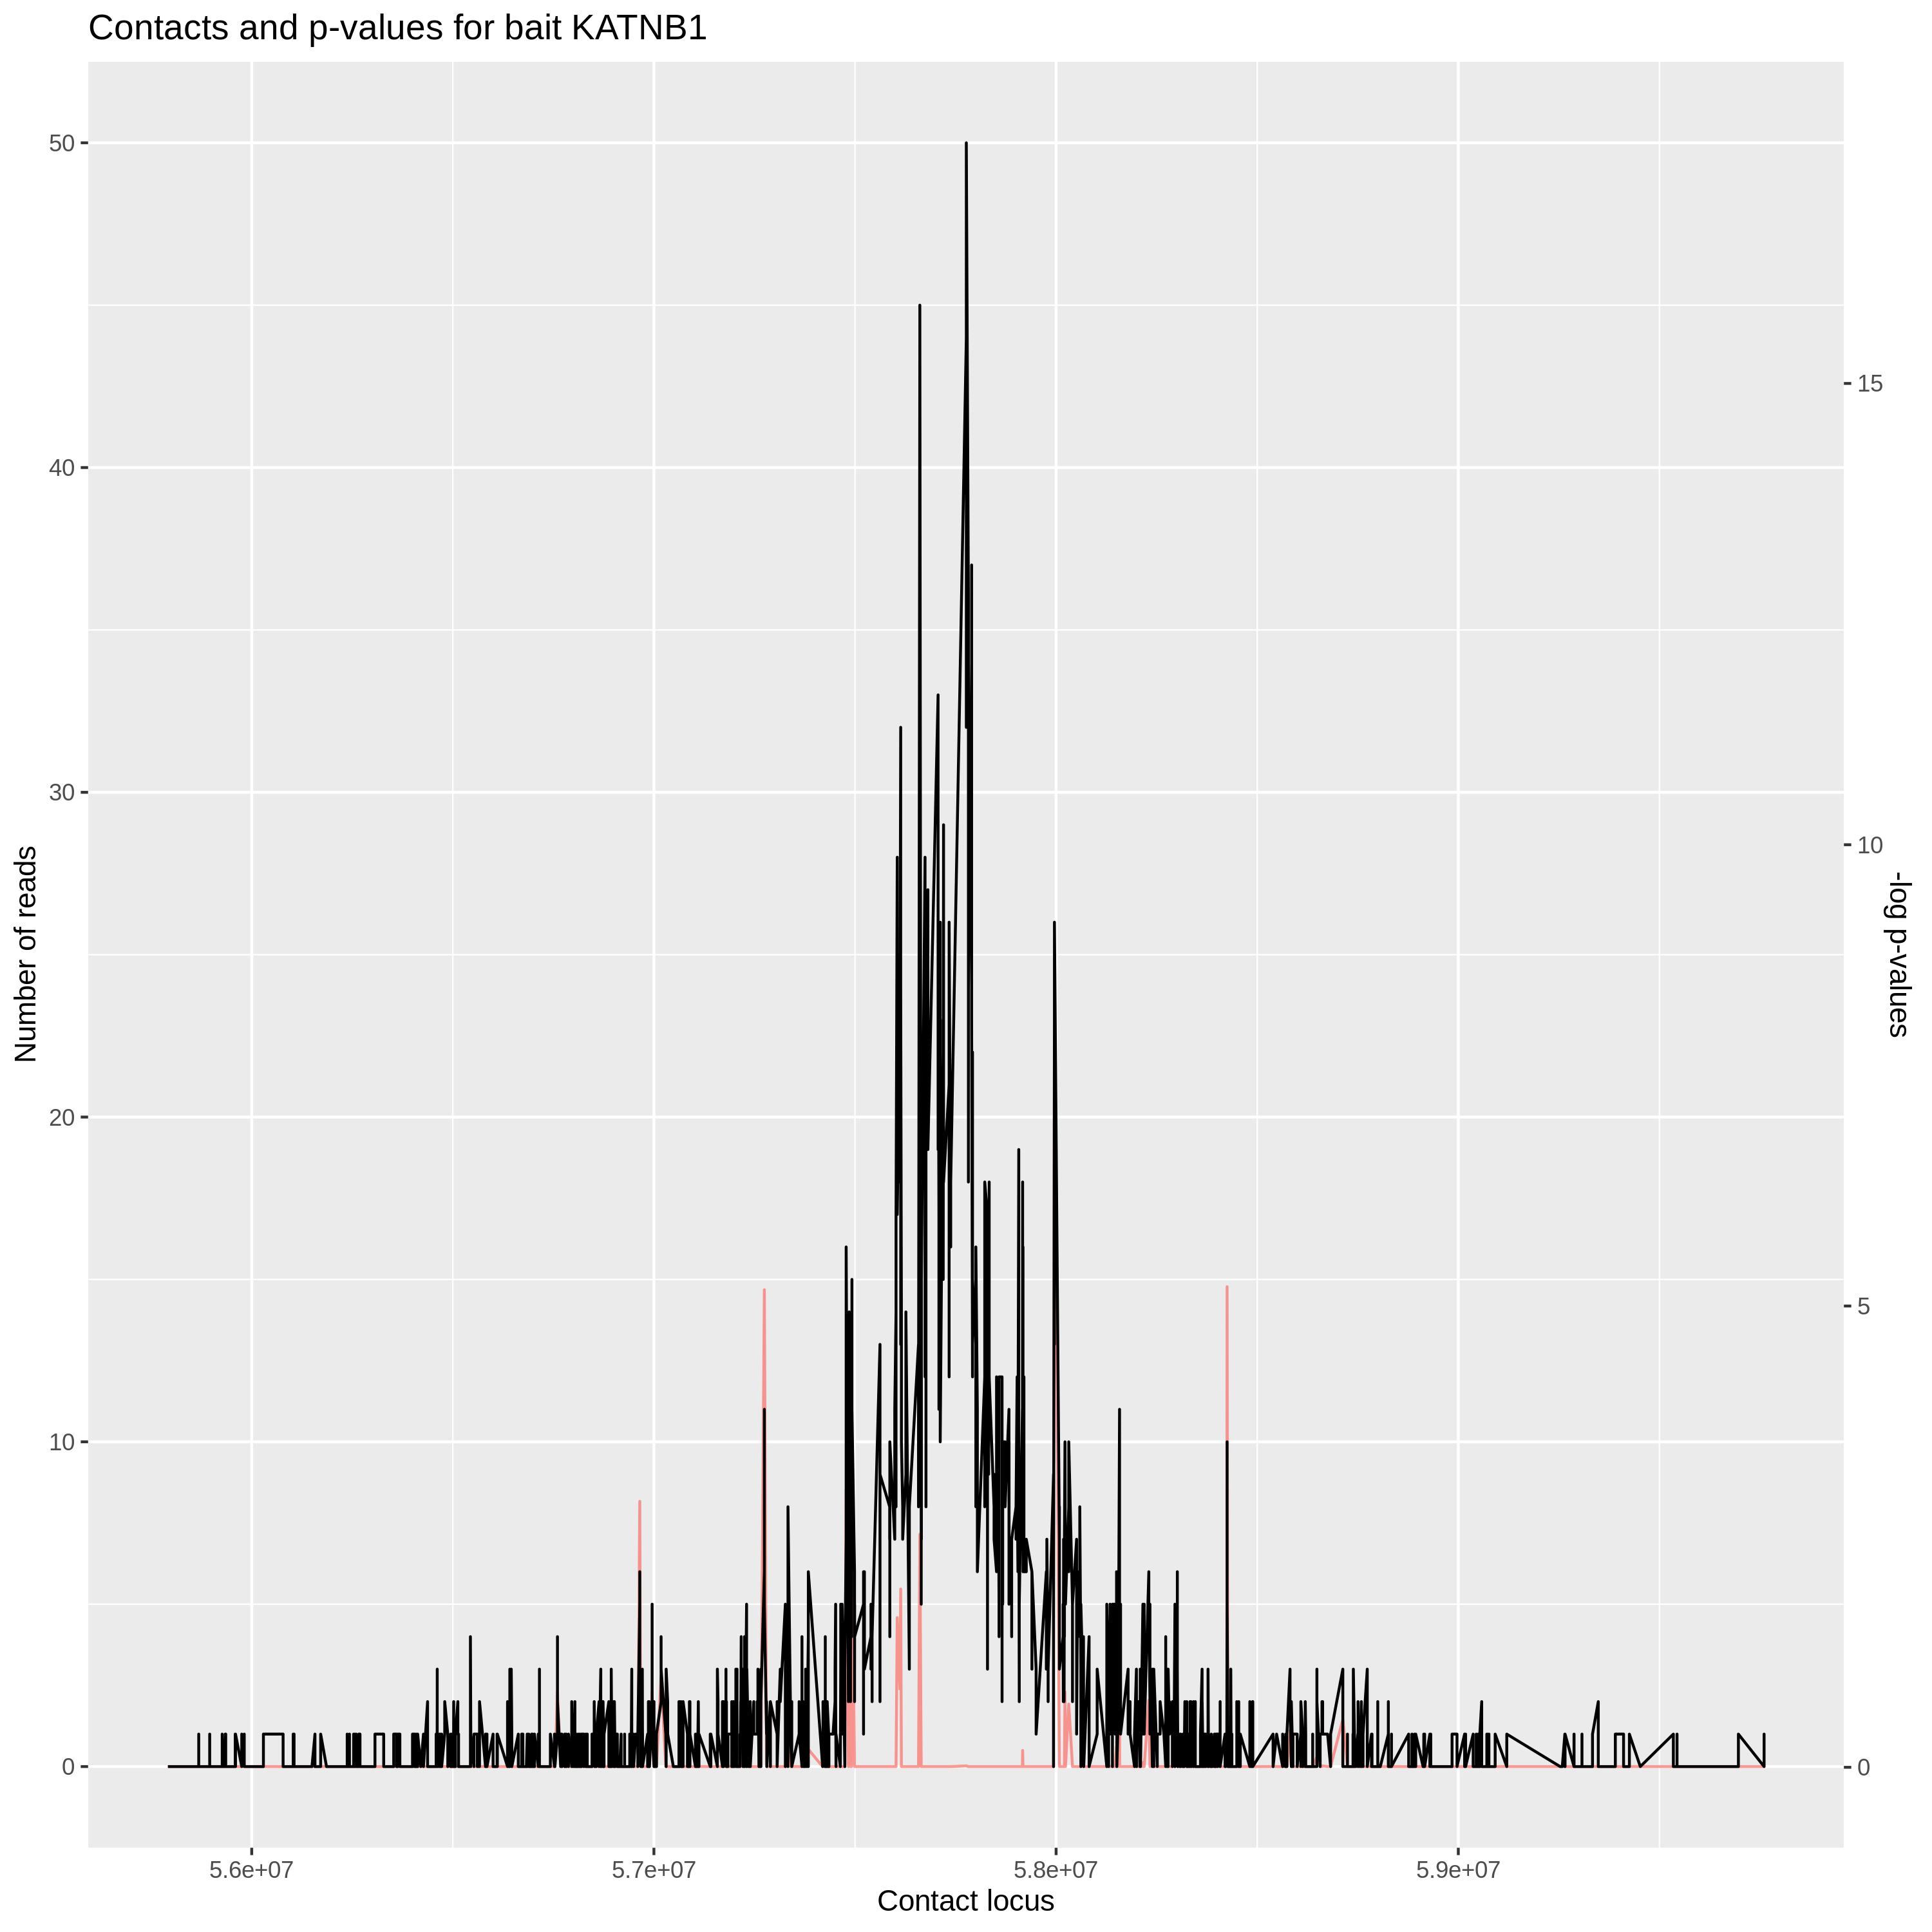 Contacts and p-values for bait KATNB1
50
40
30
20
10
0
Number of reads
15
10
5
0
-log p-values
5.6e+07 5.7e+07 5.8e+07 5.9e+07
Contact locus